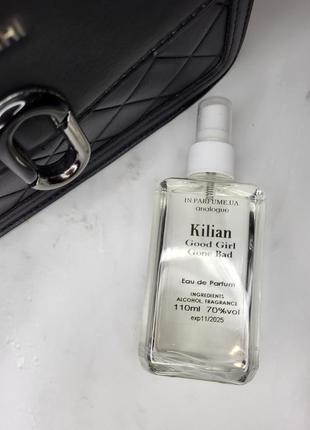 IN PARFUME.UA
analogue
Kilian
Good Girl
Gone Bad
Eau de Parfum
INGREDIENTS
ALCOHOL, FRAGRANCE
110ml 70%vol
exp11/2025